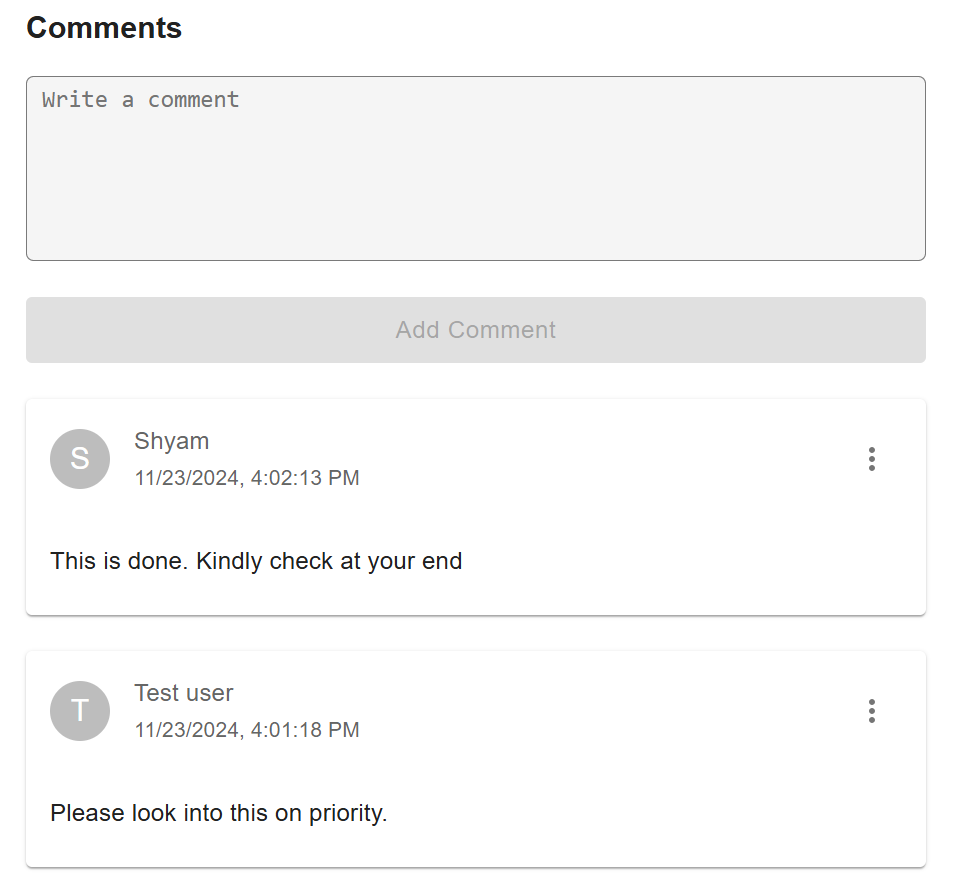 Comments
Write a comment
Add Comment
S
Shyam
11/23/2024, 4:02:13 PM
This is done. Kindly check at your end
T
Test user
11/23/2024, 4:01:18 PM
Please look into this on priority.